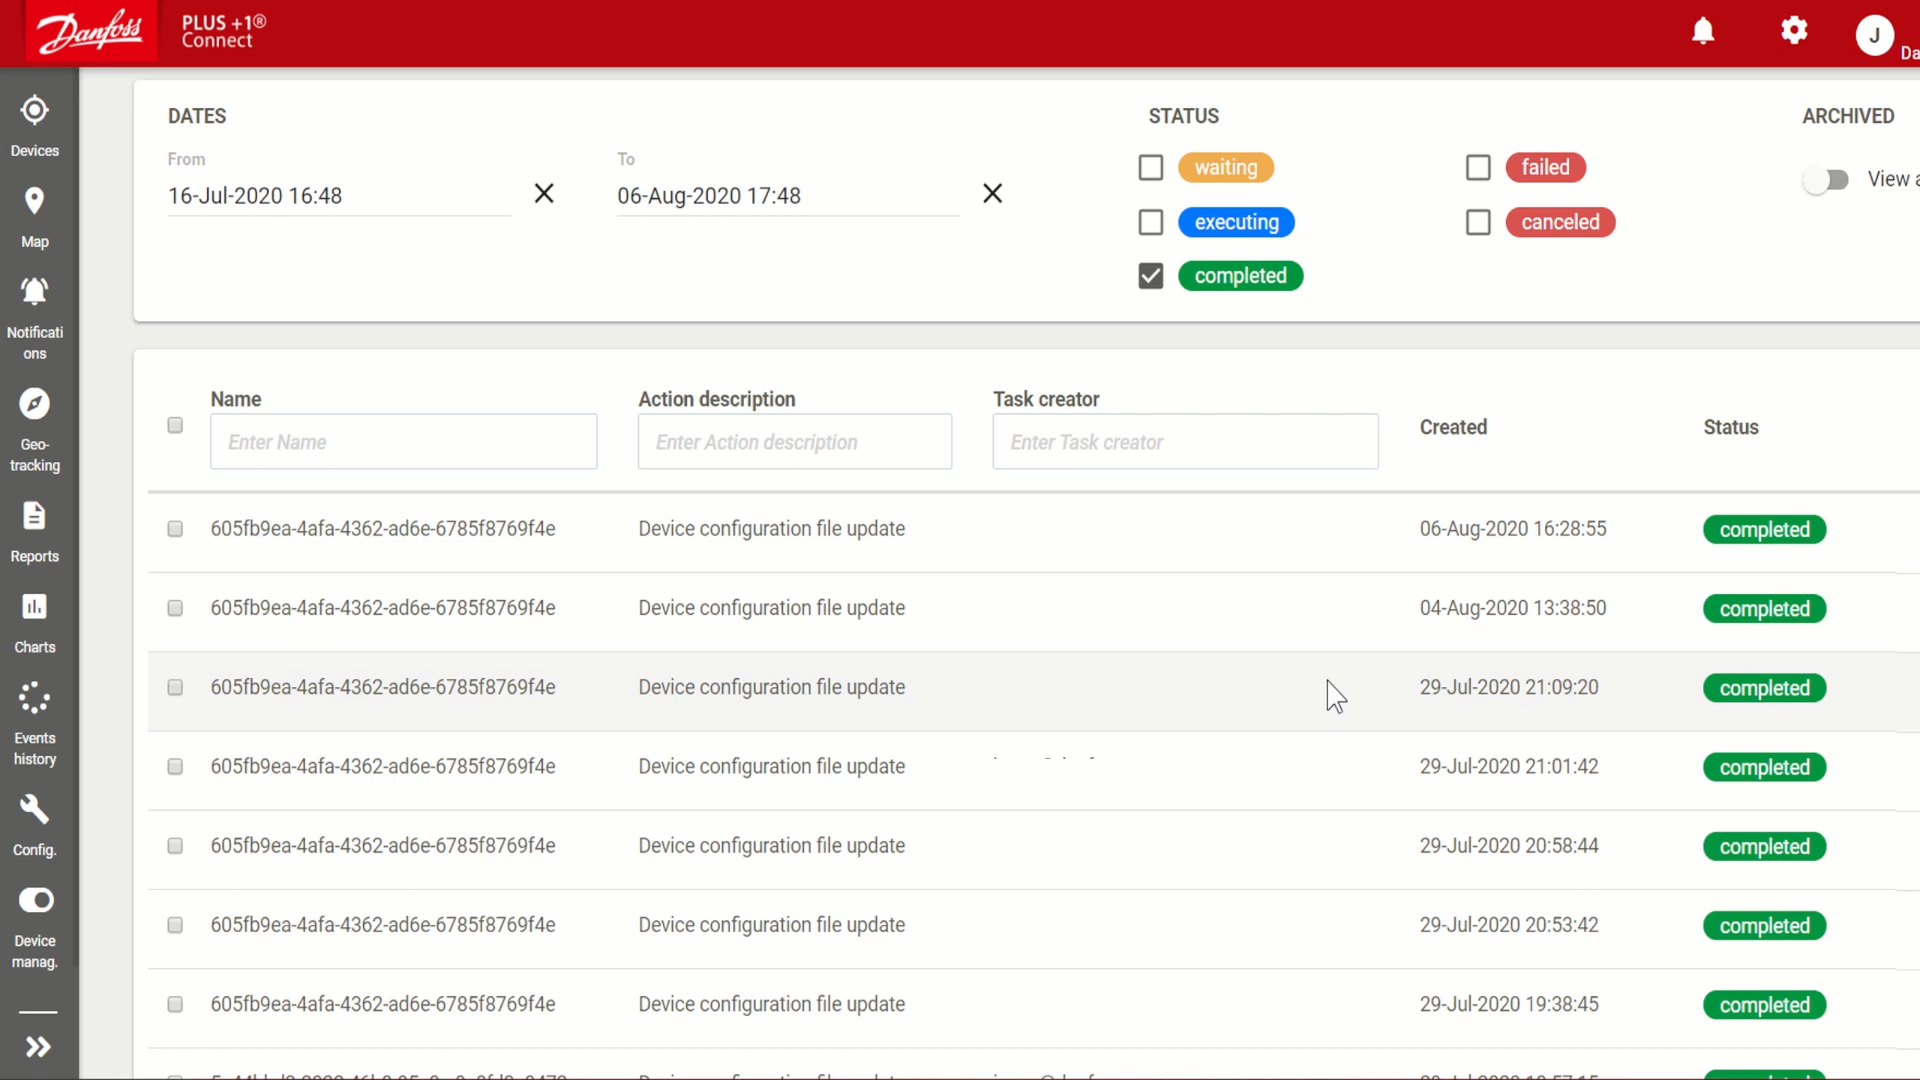 Danfoss
PLUS +1®
Connect
J
Da
Devices
Map
Notificati
ons
Geo-
tracking
Reports
Charts
Events
history
Config.
Device
manag.
DATES
From
16-Jul-2020 16:48
To
06-Aug-2020 17:48
STATUS
waiting
failed
executing
canceled
completed
ARCHIVED
View a
Name
Enter Name
Action description
Enter Action description
Task creator
Enter Task creator
Created
Status
605fb9ea-4afa-4362-ad6e-6785f8769f4e Device configuration file update 06-Aug-2020 16:28:55 completed
605fb9ea-4afa-4362-ad6e-6785f8769f4e Device configuration file update 04-Aug-2020 13:38:50 completed
605fb9ea-4afa-4362-ad6e-6785f8769f4e Device configuration file update 29-Jul-2020 21:09:20 completed
605fb9ea-4afa-4362-ad6e-6785f8769f4e Device configuration file update 29-Jul-2020 21:01:42 completed
605fb9ea-4afa-4362-ad6e-6785f8769f4e Device configuration file update 29-Jul-2020 20:58:44 completed
605fb9ea-4afa-4362-ad6e-6785f8769f4e Device configuration file update 29-Jul-2020 20:53:42 completed
605fb9ea-4afa-4362-ad6e-6785f8769f4e Device configuration file update 29-Jul-2020 19:38:45 completed